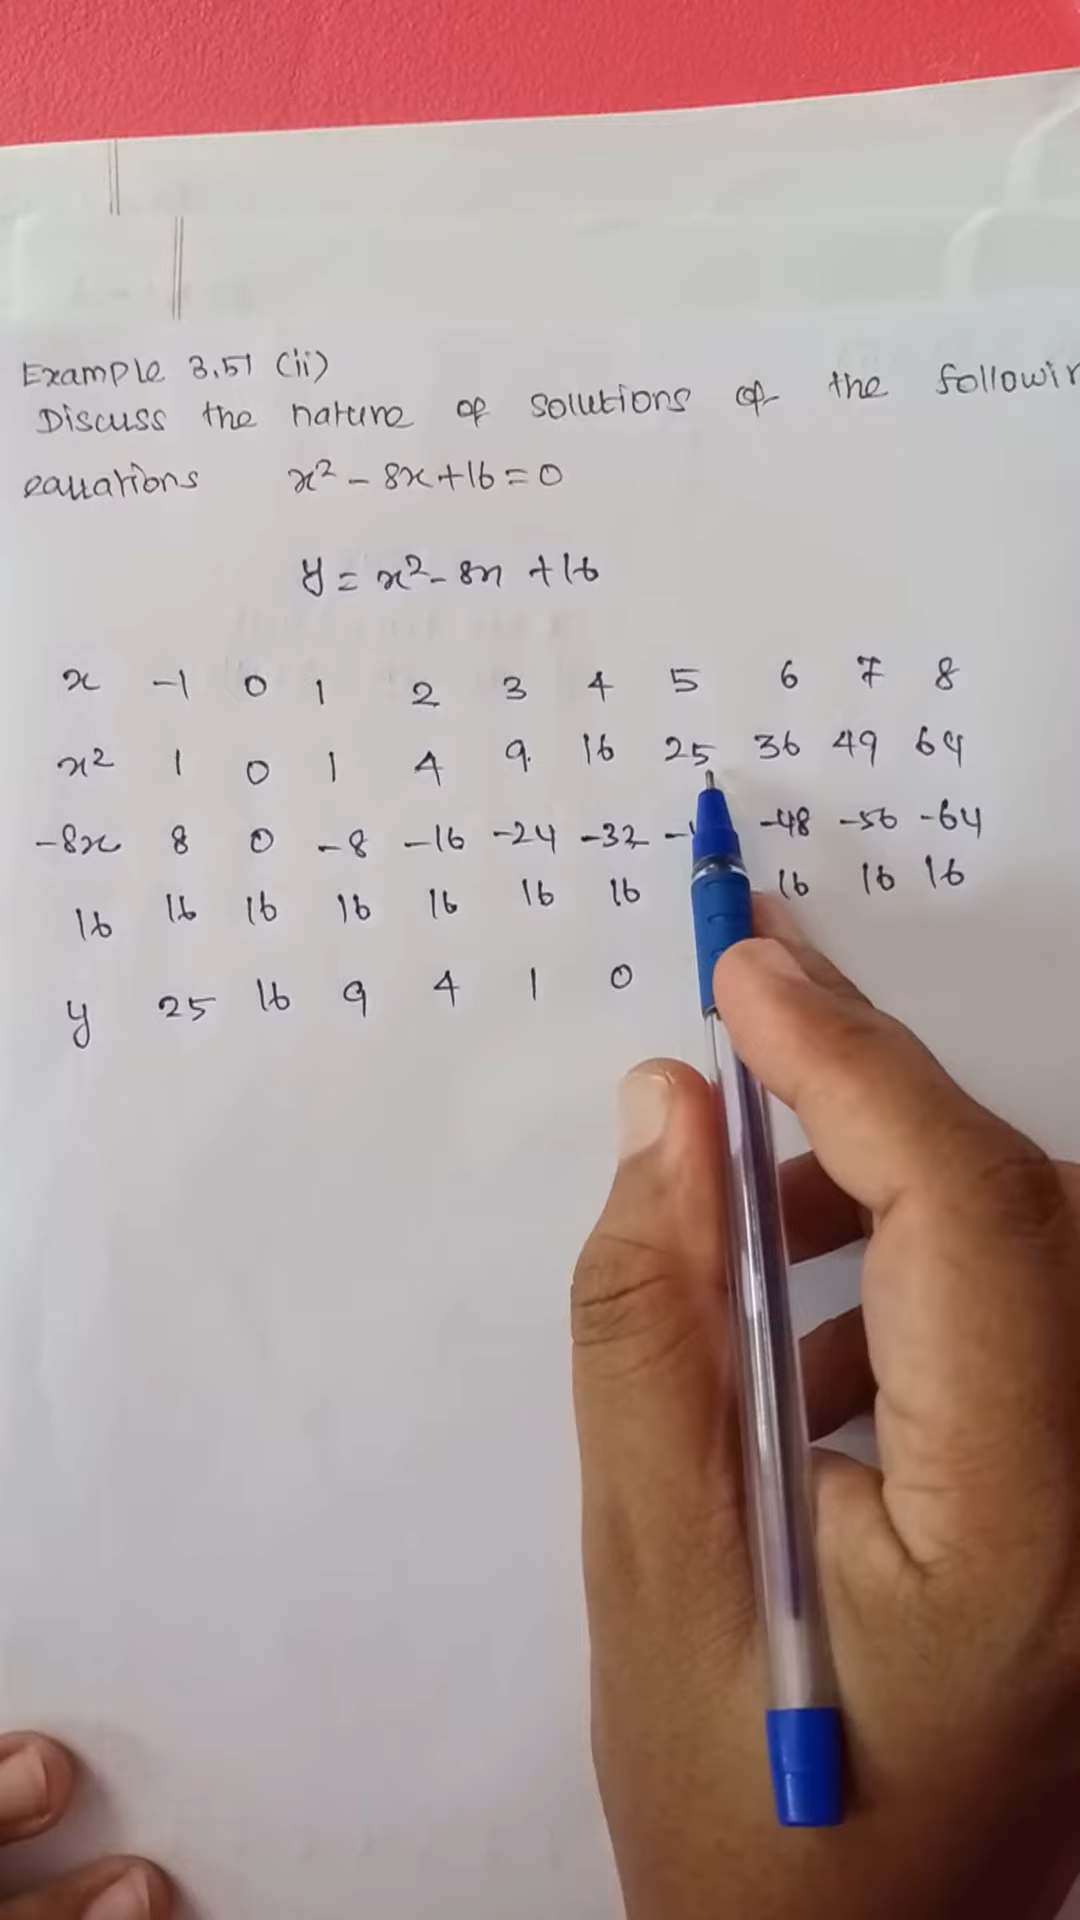 Example 3.51 (ii)
Discuss the nature of solutions of the
equations x² - 8x + 16 = 0
y = x² - 8x + 16
x -1 0 1 2 3 4 5 6 7 8
x² 1 0 1 4 9 16 25 36 49 64
-8x 8 0 -8 -16 -24 -32 -48 -56 -64
16 16 16 16 16 16 16 16 16 16
y 25 16 9 4 1 0